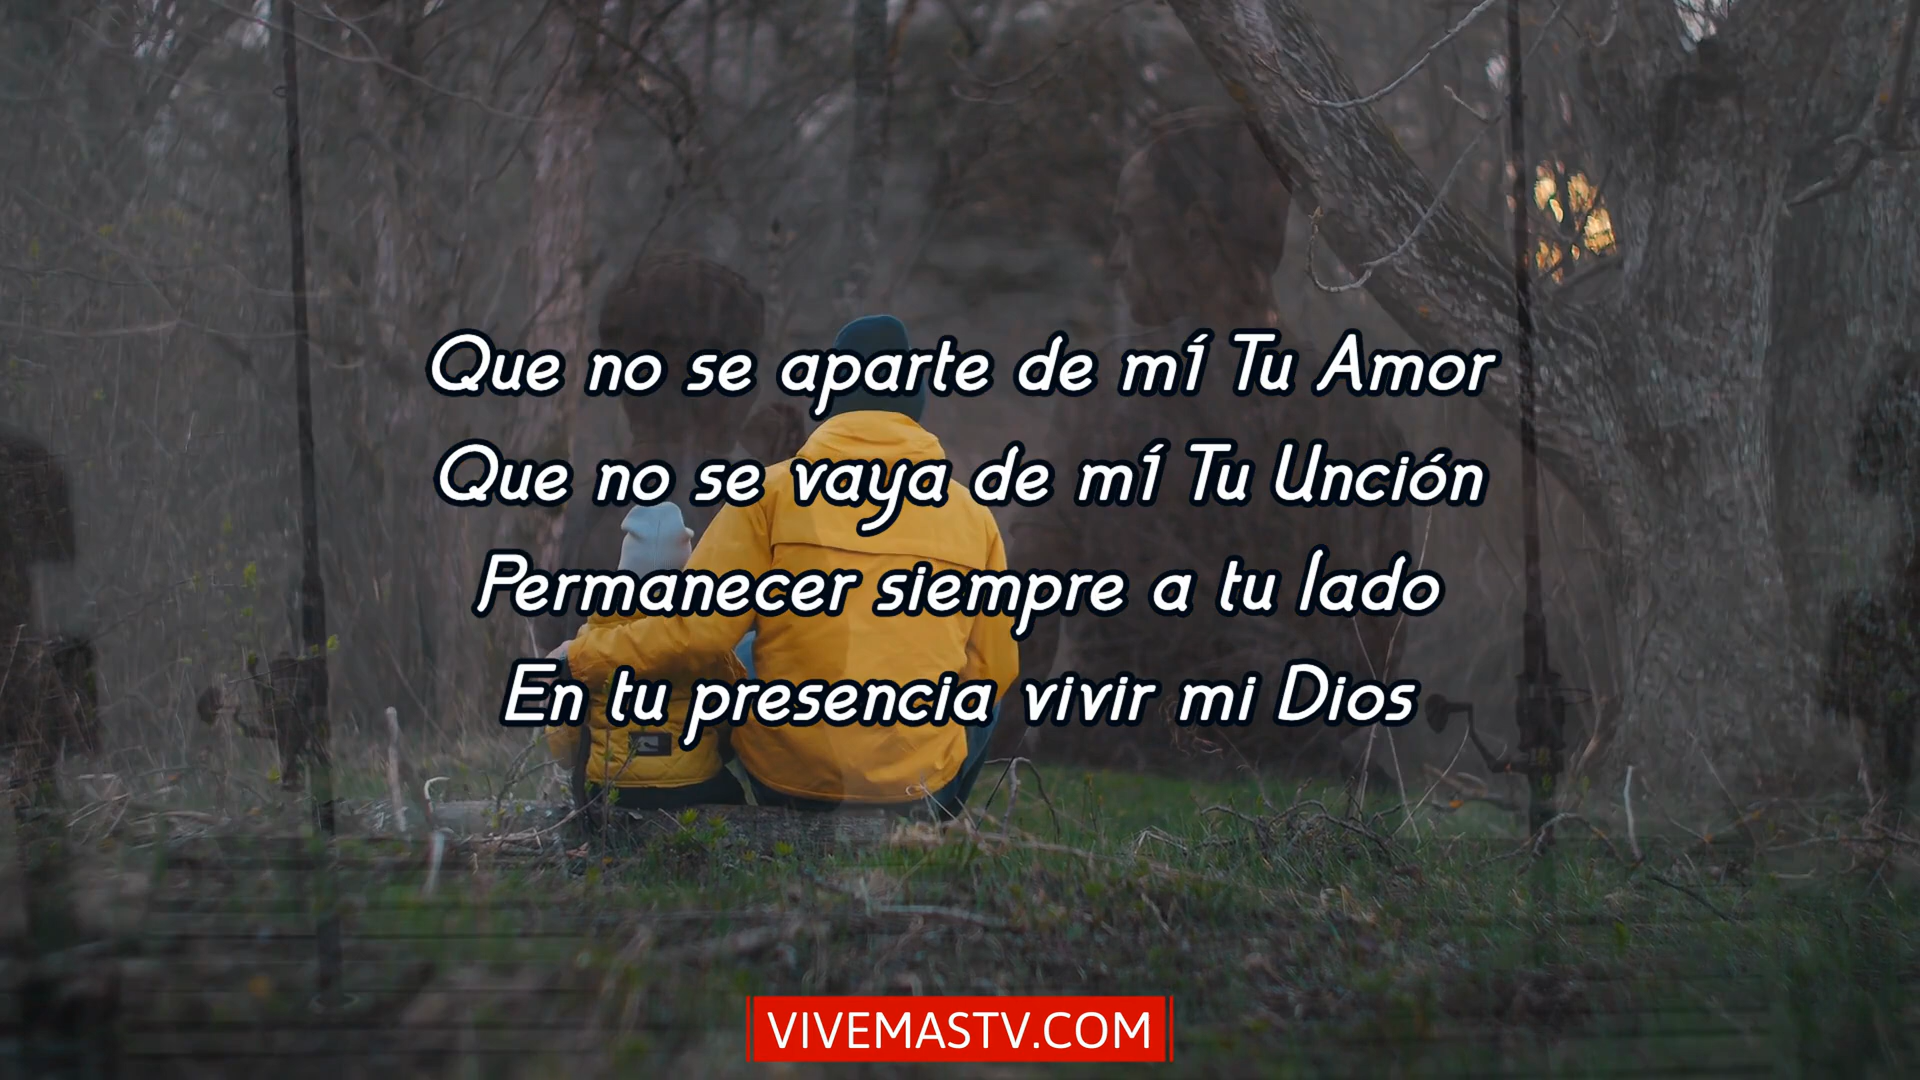 Que no se aparte de mí Tu Amor
Que no se vaya de mí Tu Unción
Permanecer siempre a tu lado
En tu presencia vivir mi Dios
VIVEMASTV.COM